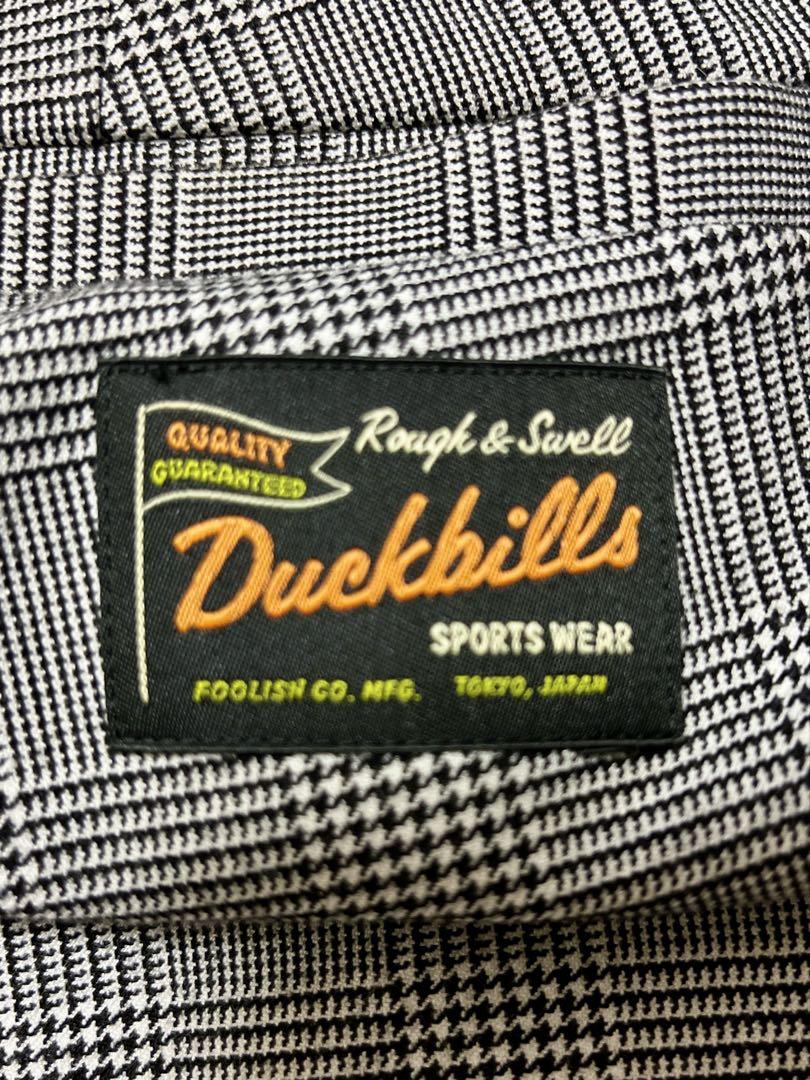 QUALITY
GUARANTEED
Rough & Swell
Duckbills
SPORTS WEAR
FOOLISH CO. MFG. TOKYO, JAPAN